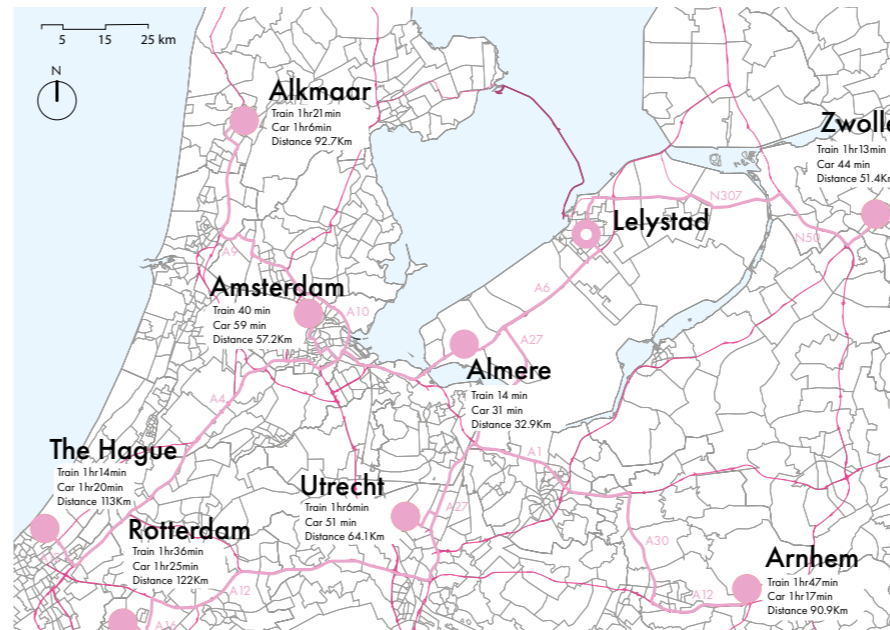 5 15 25 km
N
Alkmaar
Train 1hr21min
Car 1hr6min
Distance 92.7Km
Zwolle
Train 1hr13min
Car 44 min
Distance 51.4Km
N307
Lelystad
N50
A9
A6
Amsterdam
Train 40 min
Car 59 min
Distance 57.2Km
A10
A27
Almere
Train 14 min
Car 31 min
Distance 32.9Km
A4
The Hague
Train 1hr14min
Car 1hr20min
Distance 113Km
A1
Utrecht
Train 1hr6min
Car 51 min
Distance 64.1Km
A27
Rotterdam
Train 1hr36min
Car 1hr25min
Distance 122Km
A30
Arnhem
Train 1hr47min
Car 1hr17min
Distance 90.9Km
A12
A12
A16